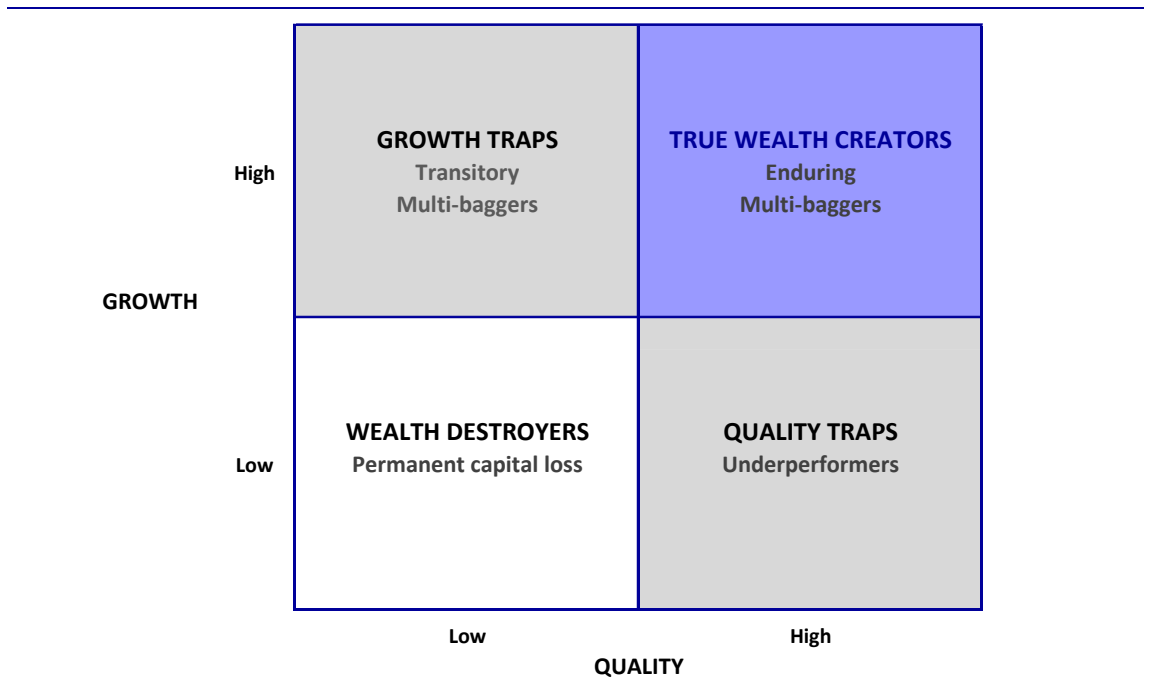 GROWTH TRAPS
Transitory
Multi-baggers
TRUE WEALTH CREATORS
Enduring
Multi-baggers
High
GROWTH
WEALTH DESTROYERS
Permanent capital loss
QUALITY TRAPS
Underperformers
Low
Low
High
QUALITY